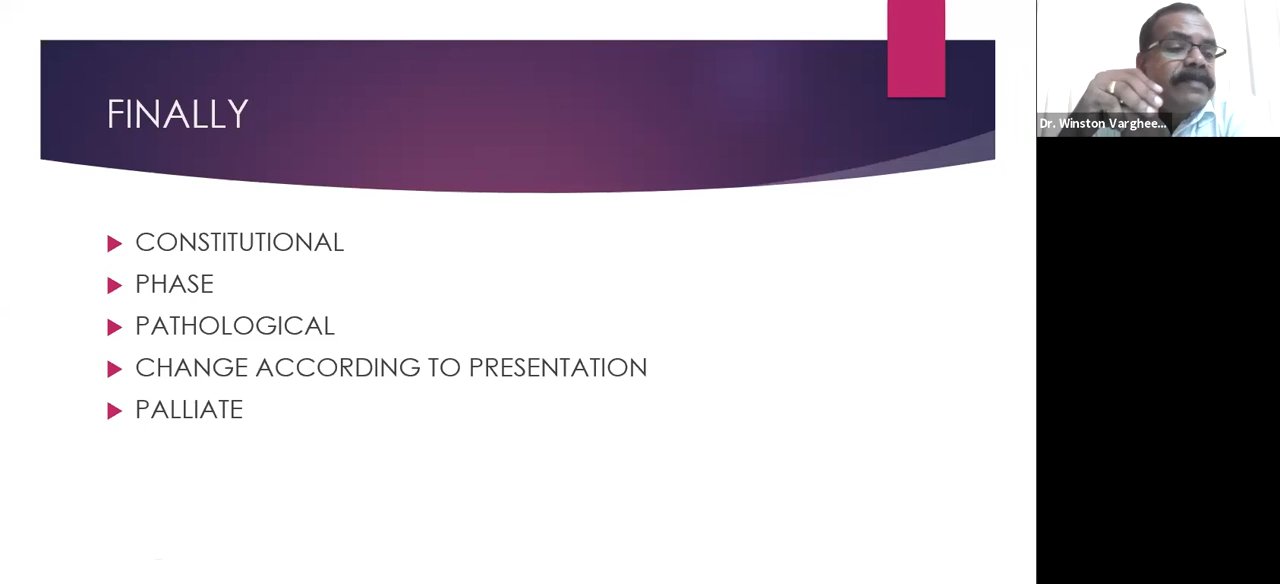 FINALLY
CONSTITUTIONAL
PHASE
PATHOLOGICAL
CHANGE ACCORDING TO PRESENTATION
PALLIATE
Dr. Winston Varghee...